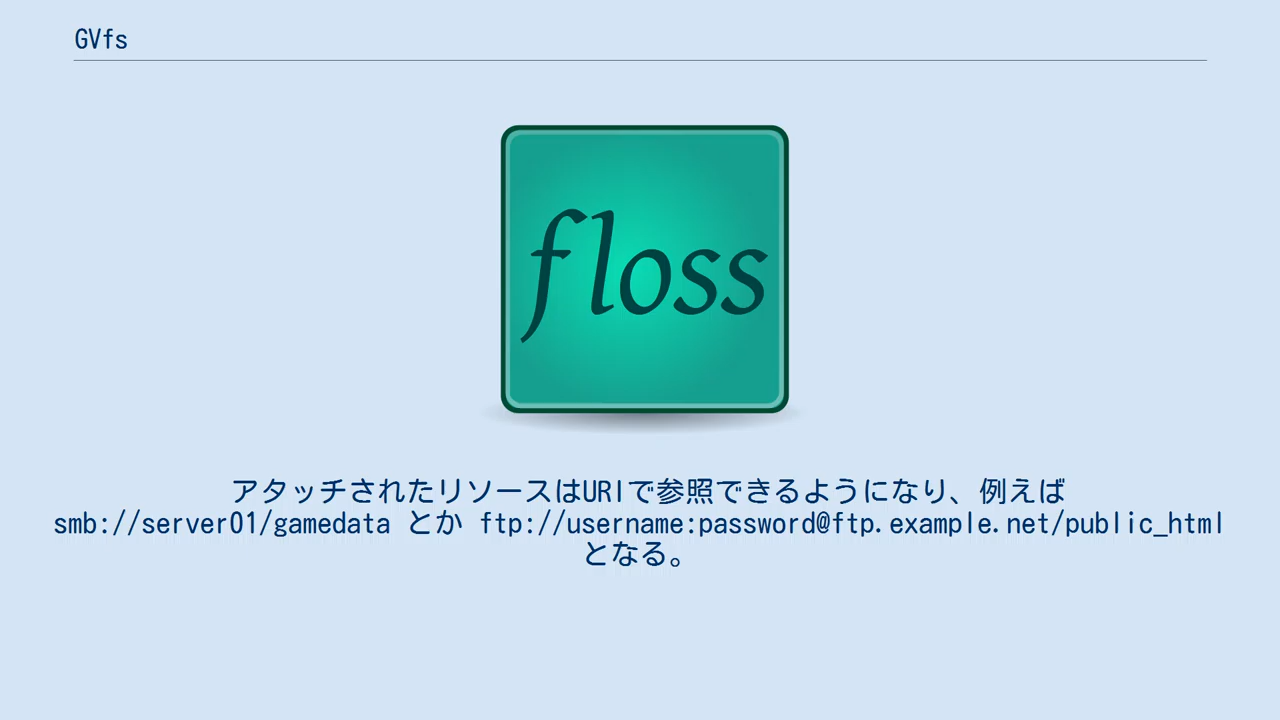 GVfs
floss
アタッチされたリソースはURIで参照できるようになり、例えば
smb://server01/gamedata とか ftp://username:password@ftp.example.net/public_html
となる。